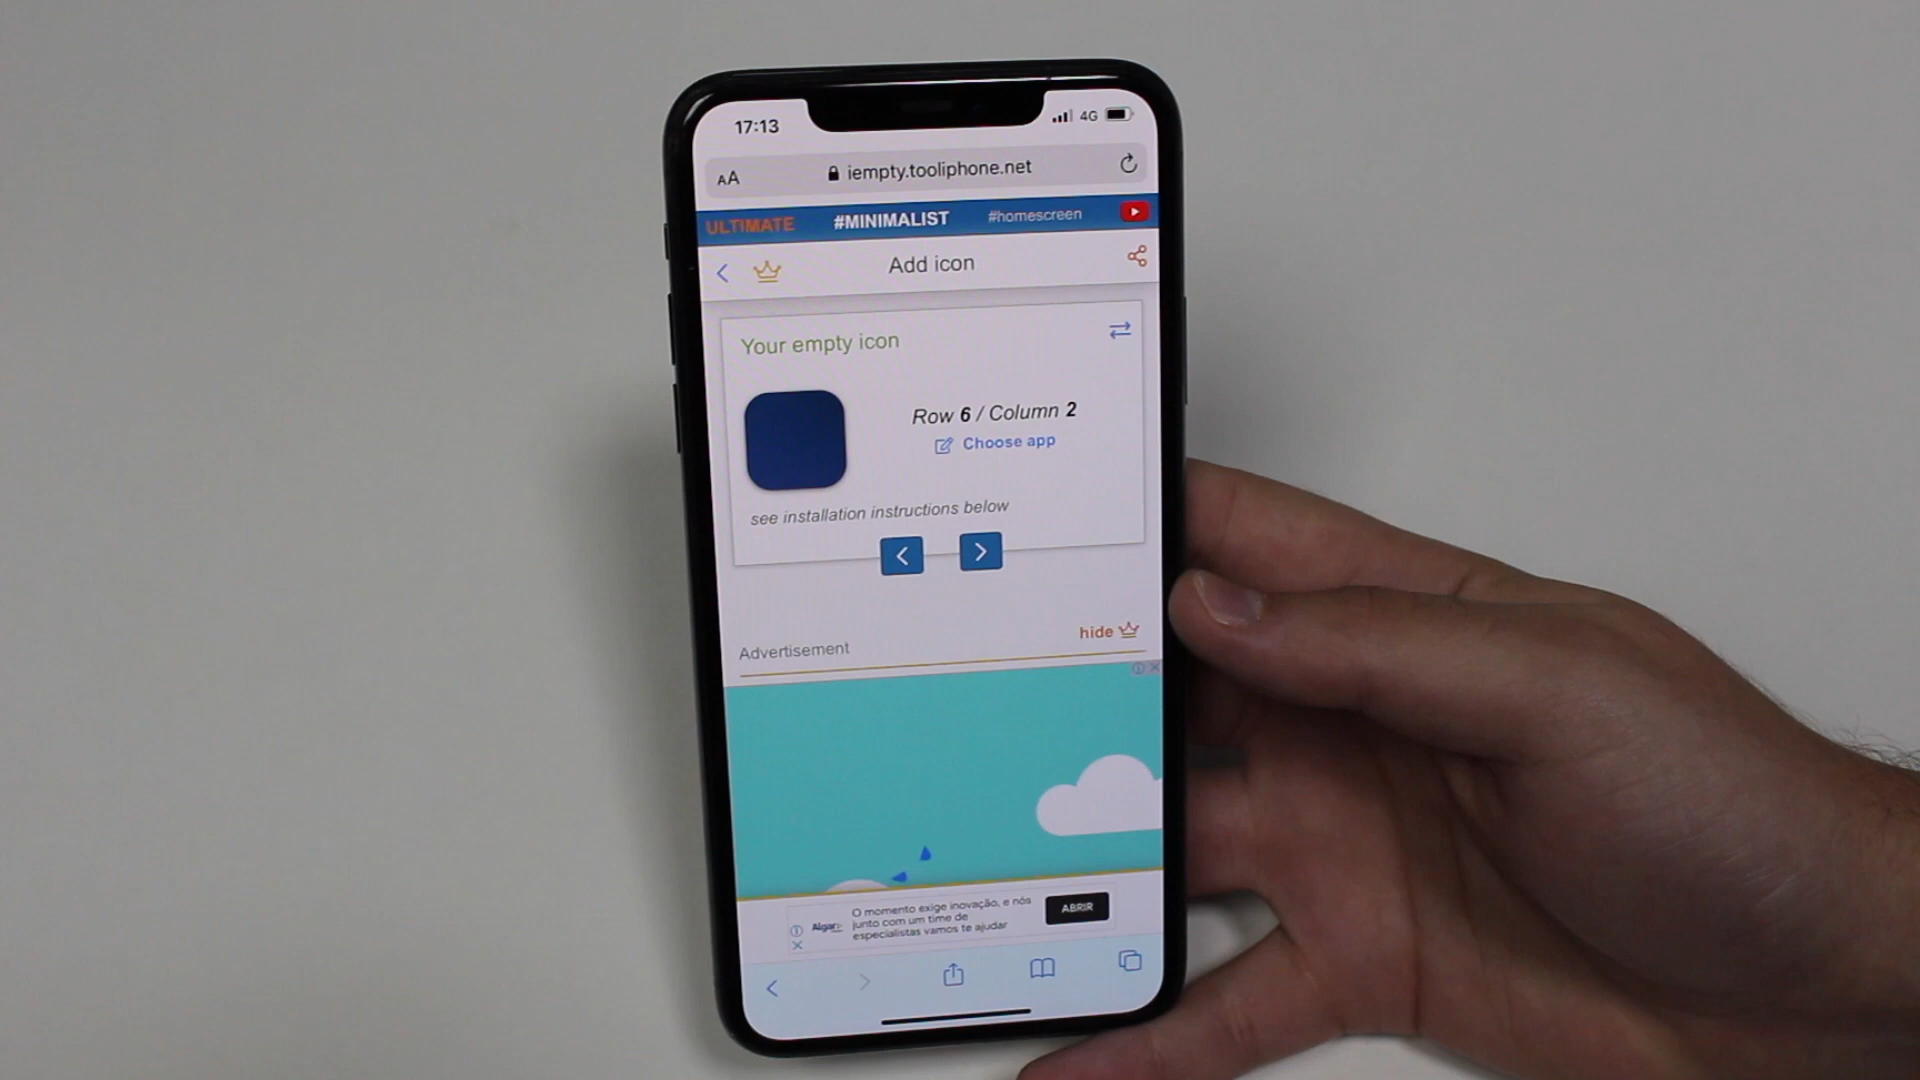 17:13 4G
AA iempty.tooliphone.net
ULTIMATE #MINIMALIST #homescreen
Add icon
Your empty icon
Row 6 / Column 2
Choose app
see installation instructions below
Advertisement hide
Algar
O momento exige inovação, e nós
junto com um time de
especialistas vamos te ajudar
ABRIR